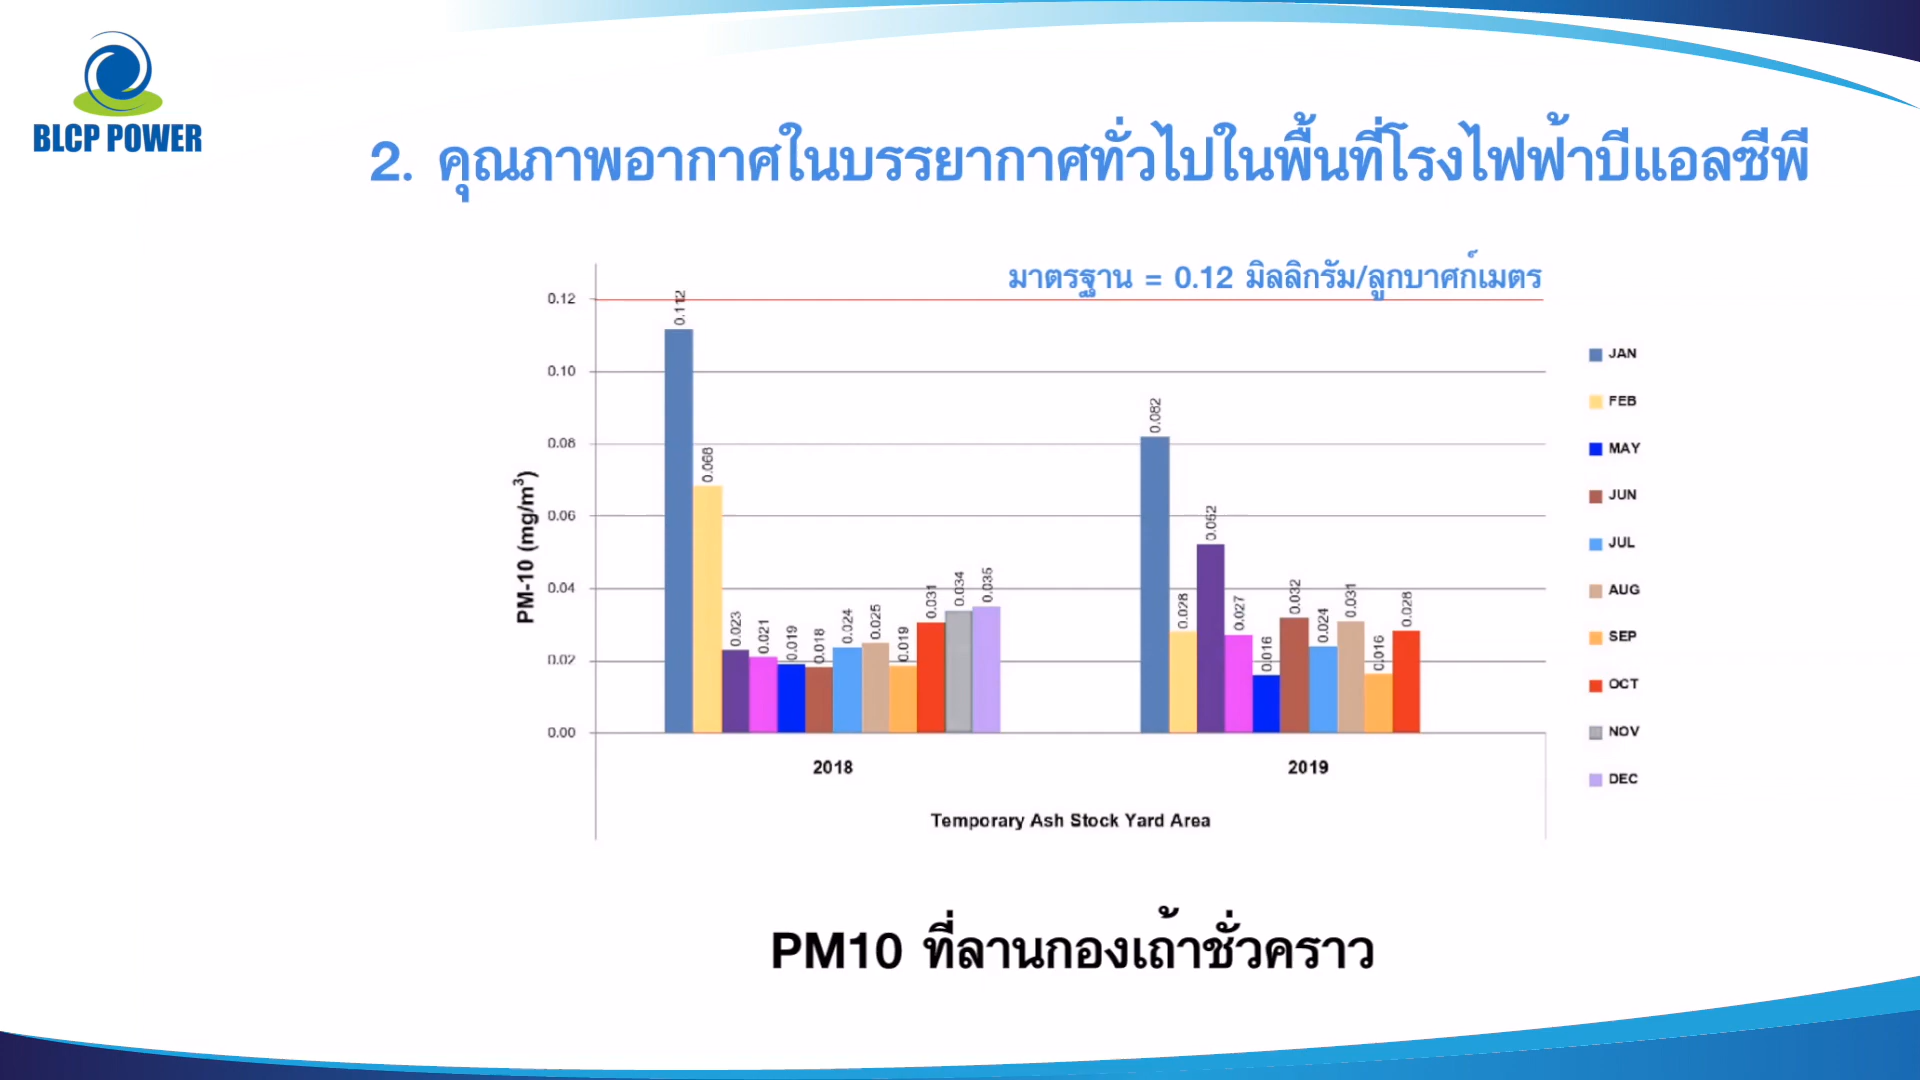 BLCP POWER
2. คุณภาพอากาศในบรรยากาศทั่วไปในพื้นที่โรงไฟฟ้าบีแอลซีพี
มาตรฐาน = 0.12 มิลลิกรัม/ลูกบาศก์เมตร
PM-10 (mg/m³)
0.12
0.10
0.08
0.06
0.04
0.02
0.00
0.112
0.068
0.023
0.021
0.019
0.018
0.024
0.025
0.019
0.031
0.034
0.035
0.082
0.028
0.052
0.027
0.016
0.032
0.024
0.031
0.016
0.028
2018
2019
Temporary Ash Stock Yard Area
JAN
FEB
MAY
JUN
JUL
AUG
SEP
OCT
NOV
DEC
PM10 ที่ลานกองเถ้าชั่วคราว